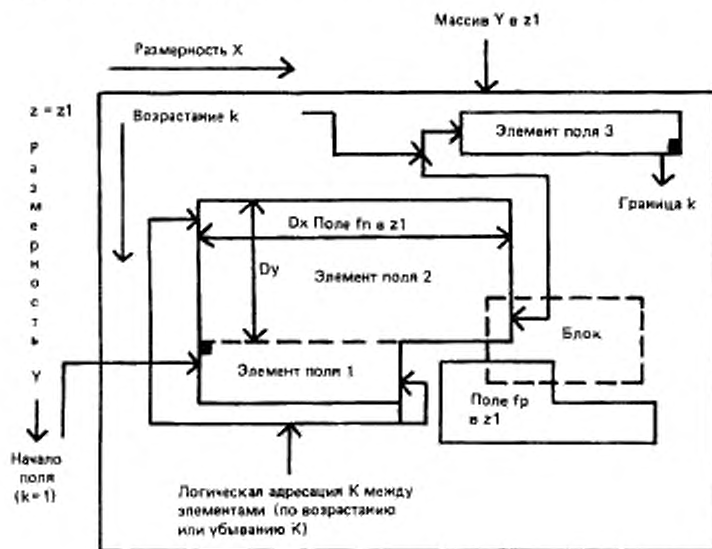 Массив Y в z1
Размерность X
z = z1
Возрастание k
Элемент поля 3
Граница k
Размерность Y
Dx Поле fn в z1
Dy
Элемент поля 2
Блок
Элемент поля 1
Поле fp
в z1
Начало
поля
(k=1)
Логическая адресация K между
элементами (по возрастанию
или убыванию K)